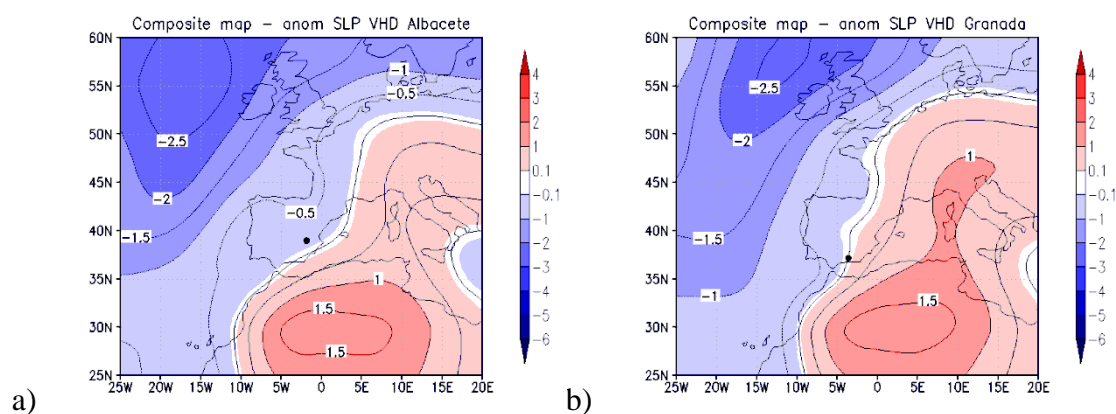 Composite map – anom SLP VHD Albacete
60N
55N
50N
45N
40N
35N
30N
25N
25W 20W 15W 10W 5W 0 5E 10E 15E 20E
−1
−0.5
−2.5
−2
−0.5
−1.5
1
1.5
1.5
4
3
2
1
0.1
−0.1
−1
−2
−3
−4
−5
−6
a)
Composite map – anom SLP VHD Granada
60N
55N
50N
45N
40N
35N
30N
25N
25W 20W 15W 10W 5W 0 5E 10E 15E 20E
−2.5
−2
1
−1.5
−1
1.5
4
3
2
1
0.1
−0.1
−1
−2
−3
−4
−5
−6
b)